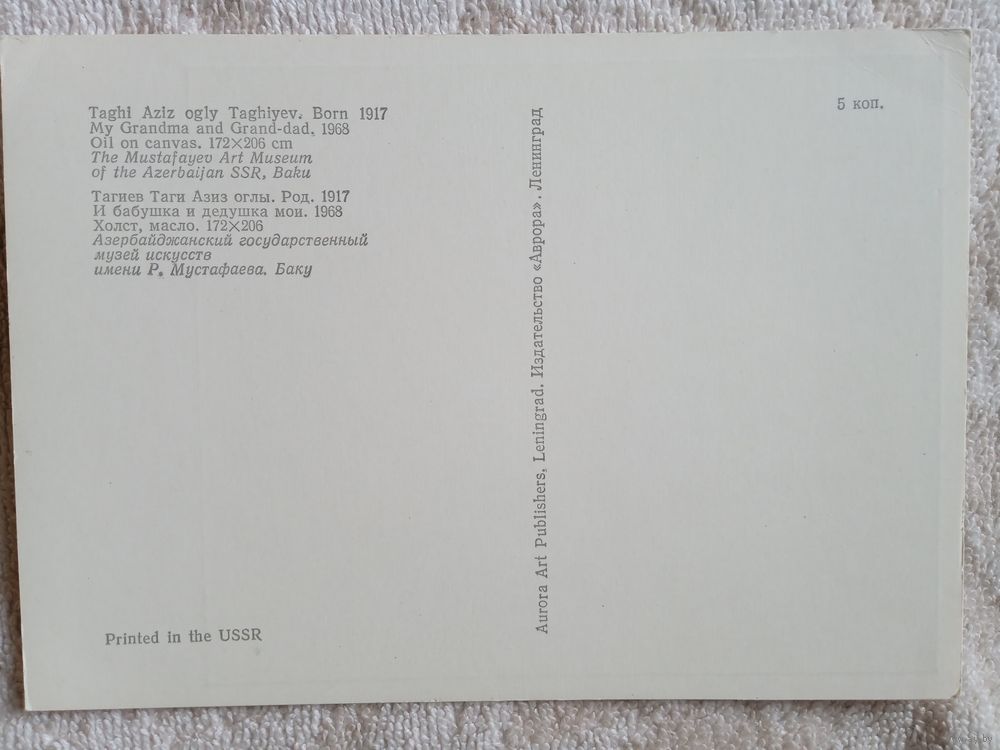 Taghi Aziz ogly Taghiyev. Born 1917
My Grandma and Grand-dad, 1968
Oil on canvas. 172×206 cm
The Mustafayev Art Museum
of the Azerbaijan SSR, Baku
Тагиев Таги Азиз оглы. Род. 1917
И бабушка и дедушка мои. 1968
Холст, масло. 172×206
Азербайджанский государственный
музей искусств
имени Р. Мустафаева. Баку
Printed in the USSR
Aurora Art Publishers, Leningrad. Издательство «Аврора». Ленинград
5 коп.